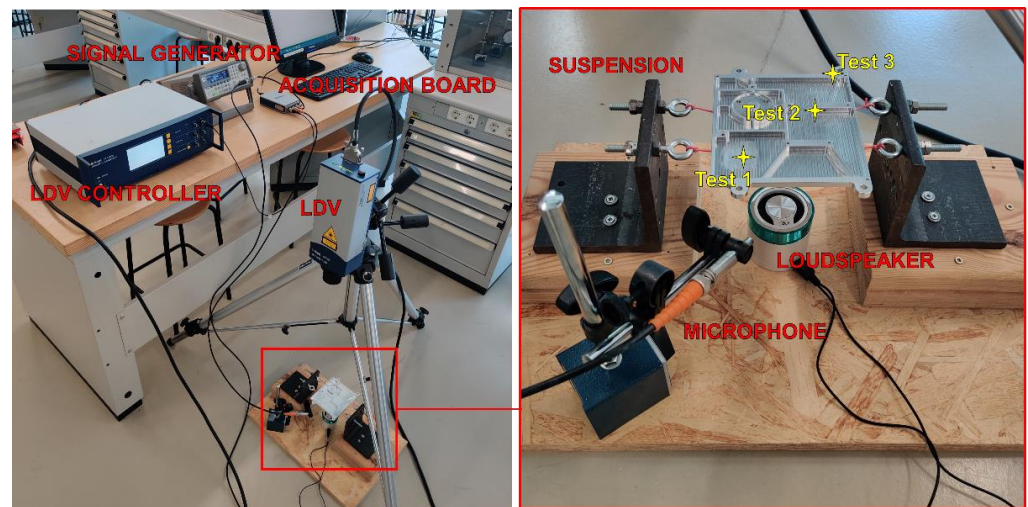 SIGNAL GENERATOR
ACQUISITION BOARD
LDV CONTROLLER
LDV
SUSPENSION
Test 3
Test 2
Test 1
LOUDSPEAKER
MICROPHONE